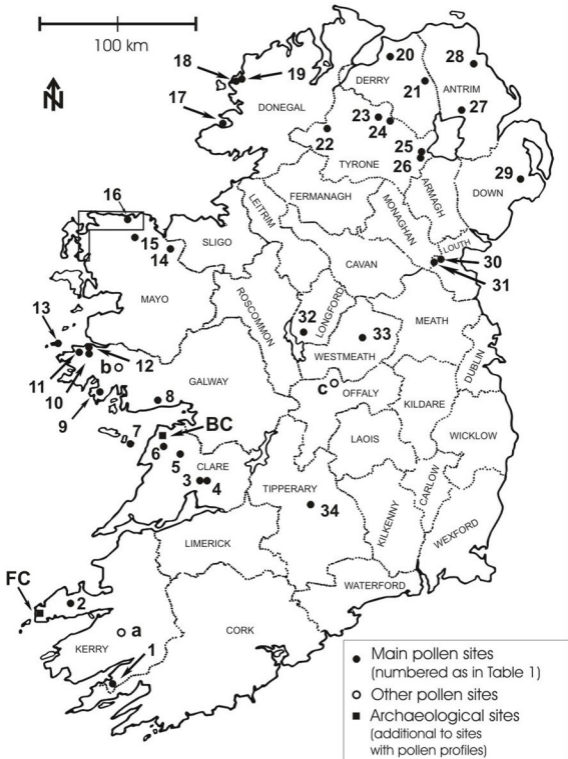 100 km
N
18
19
20
28
DERRY
21
ANTRIM
DONEGAL
17
23
27
24
22
25
TYRONE
26
29
FERMANAGH
ARMAGH
DOWN
16
LEITRIM
MONAGHAN
15
SLIGO
14
LOUTH
30
CAVAN
31
MAYO
ROSCOMMON
LONGFORD
32
33
MEATH
13
WESTMEATH
12
b
DUBLIN
11
c
10
GALWAY
OFFALY
8
KILDARE
9
BC
7
LAOIS
WICKLOW
6
5
CLARE
3
4
TIPPERARY
CARLOW
34
KILKENNY
WEXFORD
LIMERICK
FC
2
WATERFORD
a
KERRY
1
CORK
Main pollen sites
(numbered as in Table 1)
Other pollen sites
Archaeological sites
(additional to sites
with pollen profiles)